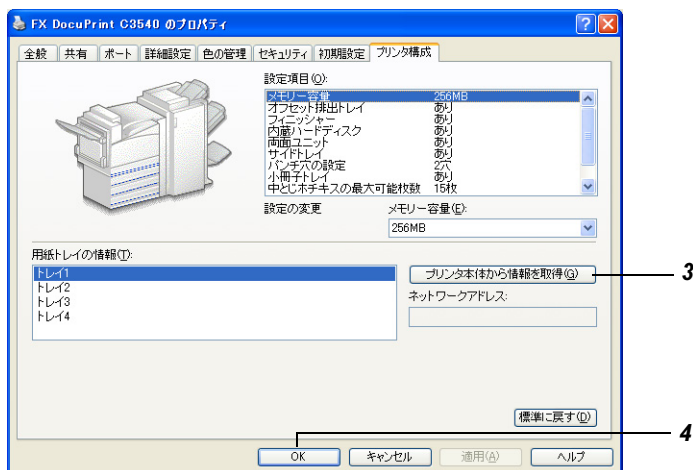 FX DocuPrint C3540 のプロパティ
全般 共有 ポート 詳細設定 色の管理 セキュリティ 初期設定 プリンタ構成
設定項目(O):
メモリー容量 256MB
オフセット排出トレイ あり
フィニッシャー あり
内蔵ハードディスク あり
両面ユニット あり
サイドトレイ あり
パンチ穴の設定 2穴
小冊子トレイ あり
中とじホチキスの最大可能枚数 15枚
設定の変更 メモリー容量(E):
256MB
用紙トレイの情報(T):
トレイ1
トレイ2
トレイ3
トレイ4
プリンタ本体から情報を取得(G)
3
ネットワークアドレス:
標準に戻す(D)
4
OK キャンセル 適用(A) ヘルプ